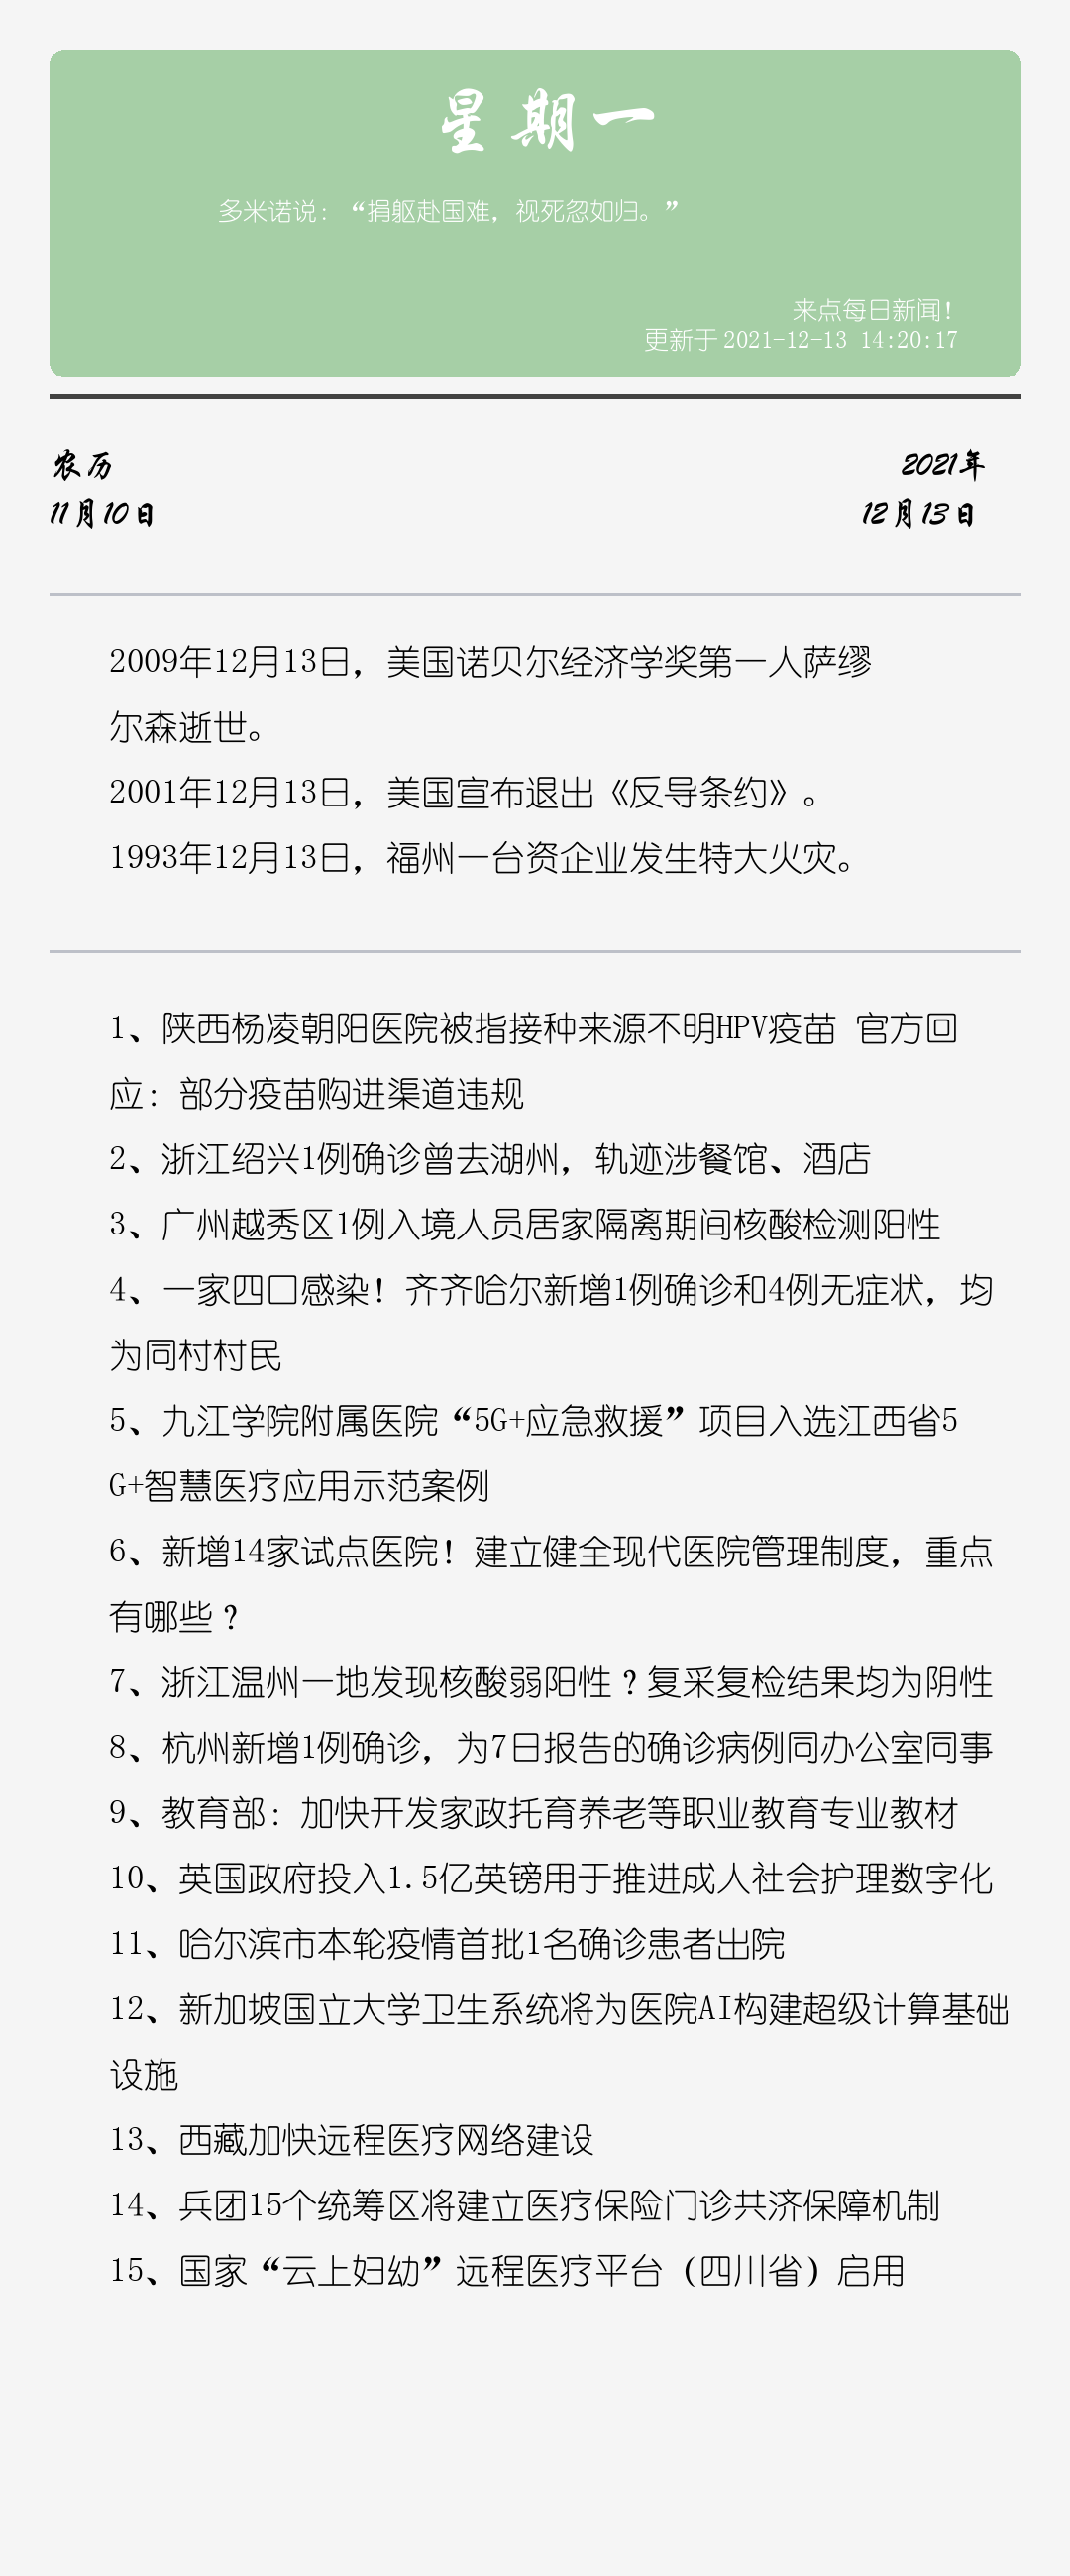 星期一
多米诺说：“捐躯赴国难，视死忽如归。”
来点每日新闻！
更新于 2021-12-13 14:20:17
农历
2021年
11月10日
12月13日
2009年12月13日，美国诺贝尔经济学奖第一人萨缪
尔森逝世。
2001年12月13日，美国宣布退出《反导条约》。
1993年12月13日，福州一台资企业发生特大火灾。
1、陕西杨凌朝阳医院被指接种来源不明HPV疫苗 官方回
应：部分疫苗购进渠道违规
2、浙江绍兴1例确诊曾去湖州，轨迹涉餐馆、酒店
3、广州越秀区1例入境人员居家隔离期间核酸检测阳性
4、一家四口感染！齐齐哈尔新增1例确诊和4例无症状，均
为同村村民
5、九江学院附属医院“5G+应急救援”项目入选江西省5
G+智慧医疗应用示范案例
6、新增14家试点医院！建立健全现代医院管理制度，重点
有哪些？
7、浙江温州一地发现核酸弱阳性？复采复检结果均为阴性
8、杭州新增1例确诊，为7日报告的确诊病例同办公室同事
9、教育部：加快开发家政托育养老等职业教育专业教材
10、英国政府投入1.5亿英镑用于推进成人社会护理数字化
11、哈尔滨市本轮疫情首批1名确诊患者出院
12、新加坡国立大学卫生系统将为医院AI构建超级计算基础
设施
13、西藏加快远程医疗网络建设
14、兵团15个统筹区将建立医疗保险门诊共济保障机制
15、国家“云上妇幼”远程医疗平台（四川省）启用